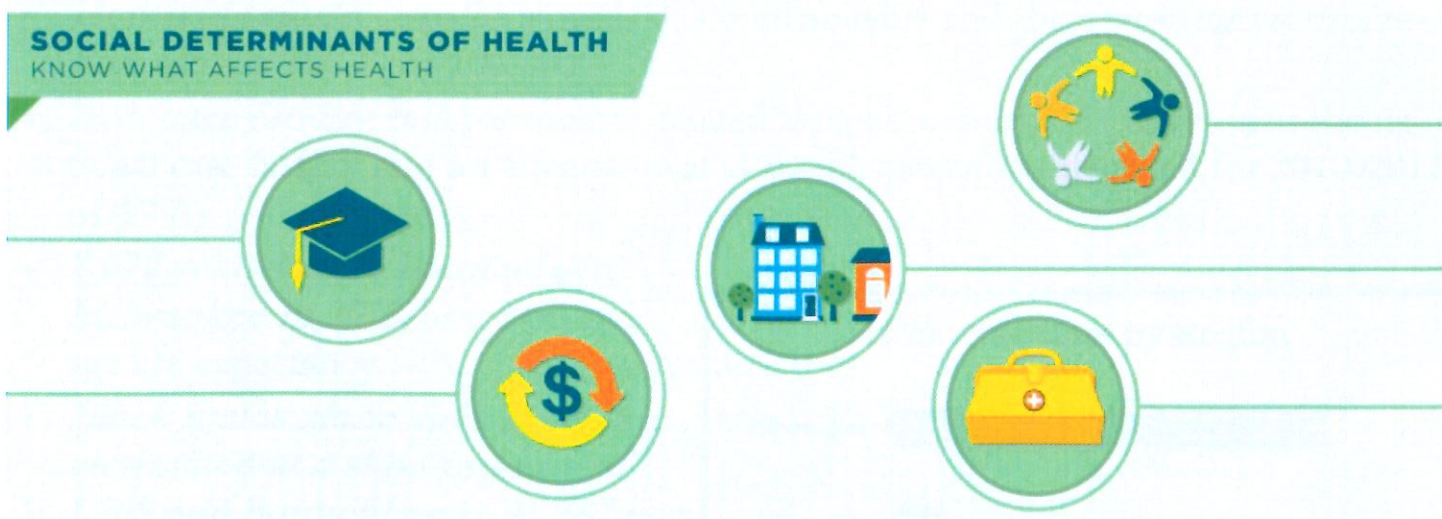 SOCIAL DETERMINANTS OF HEALTH
KNOW WHAT AFFECTS HEALTH
$